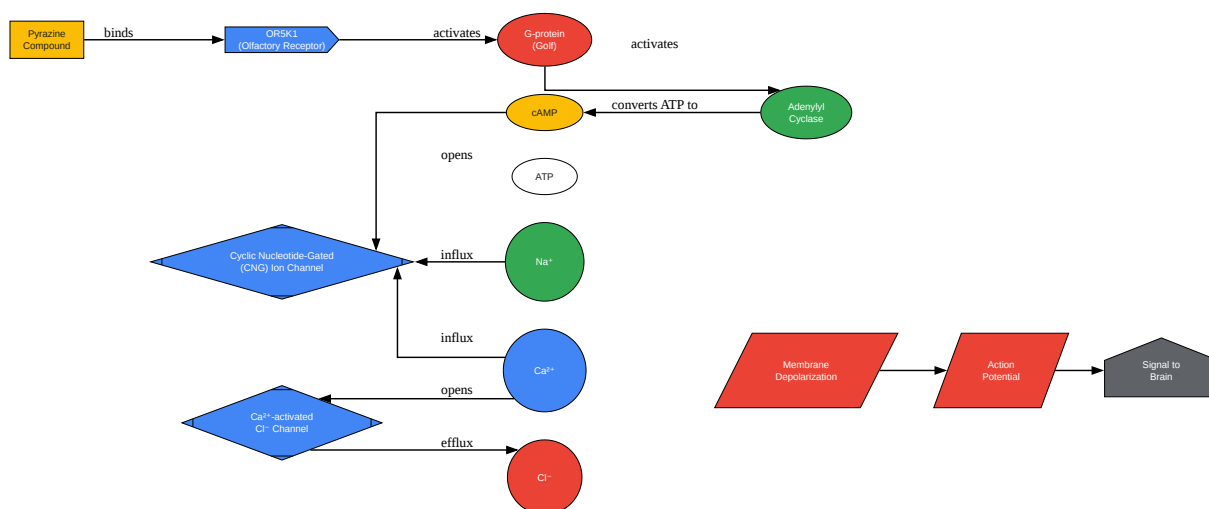 Pyrazine
Compound
binds
OR5K1
(Olfactory Receptor)
activates
G-protein
(Golf)
activates
cAMP
converts ATP to
Adenylyl
Cyclase
opens
ATP
Cyclic Nucleotide-Gated
(CNG) Ion Channel
influx
Na⁺
influx
Ca²⁺
opens
Ca²⁺-activated
Cl⁻ Channel
efflux
Cl⁻
Membrane
Depolarization
Action
Potential
Signal to
Brain